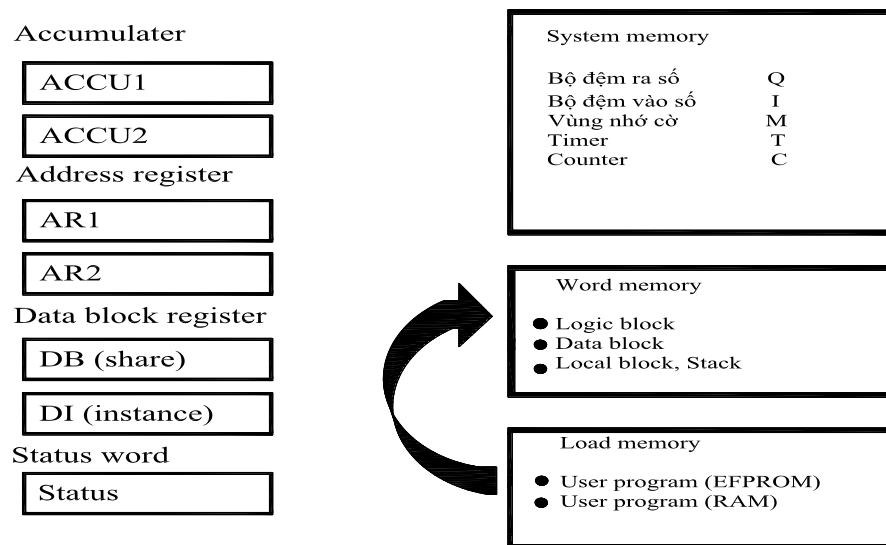 Accumulater
ACCU1
ACCU2
Address register
AR1
AR2
Data block register
DB (share)
DI (instance)
Status word
Status
System memory
Bộ đệm ra số Q
Bộ đệm vào số I
Vùng nhớ cờ M
Timer T
Counter C
Word memory
Logic block
Data block
Local block, Stack
Load memory
User program (EFPROM)
User program (RAM)